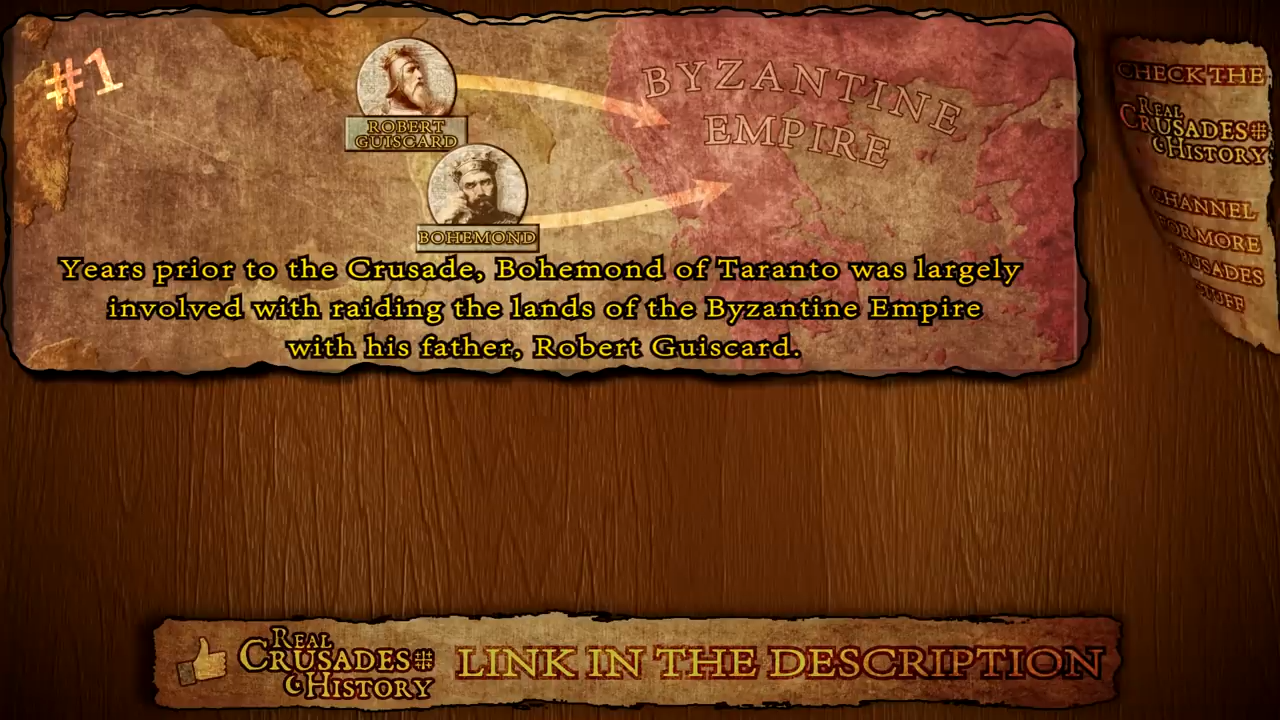 #1
ROBERT
GUISCARD
BOHEMOND
BYZANTINE
EMPIRE
Years prior to the Crusade, Bohemond of Taranto was largely
involved with raiding the lands of the Byzantine Empire
with his father, Robert Guiscard.
CHECK THE
REAL
CRUSADES
HISTORY
CHANNEL
FOR MORE
CRUSADES
STUFF
REAL
CRUSADES
HISTORY
LINK IN THE DESCRIPTION